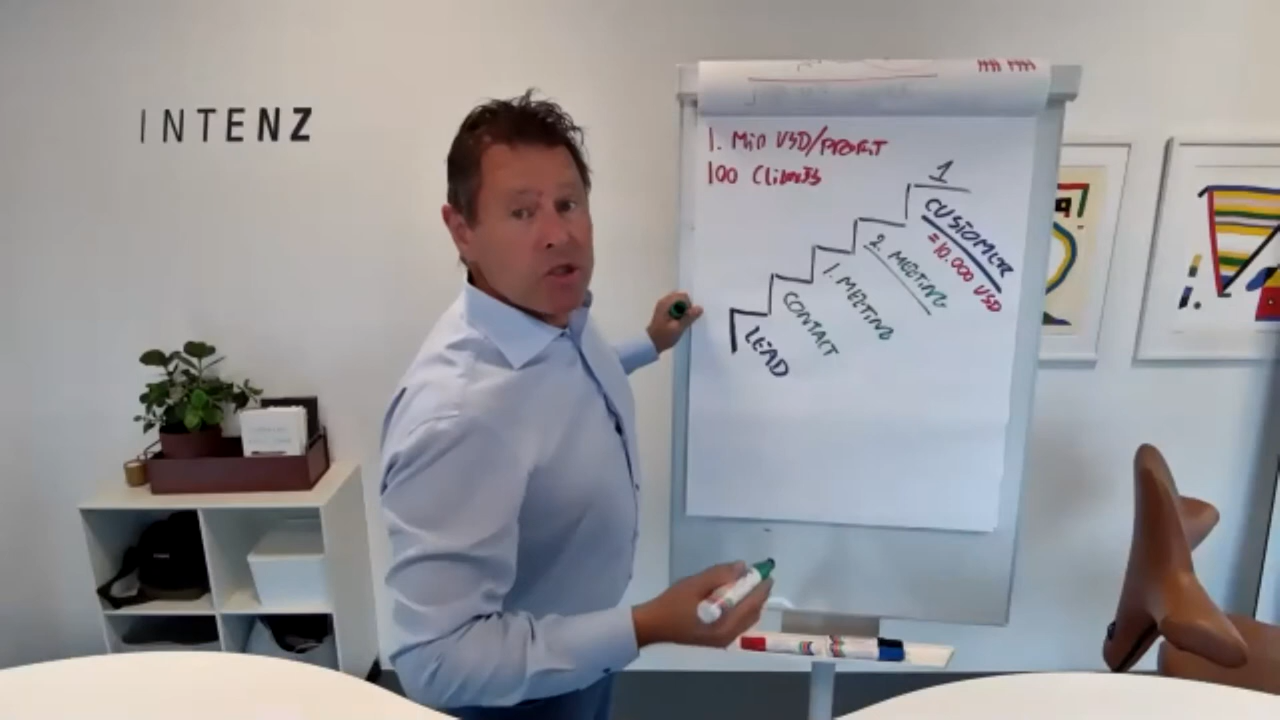 INTENZ
1. Mio USD/PROFIT
100 Clients
1
CUSTOMER
=10.000 USD
2. MEETING
1. MEETING
CONTACT
LEAD